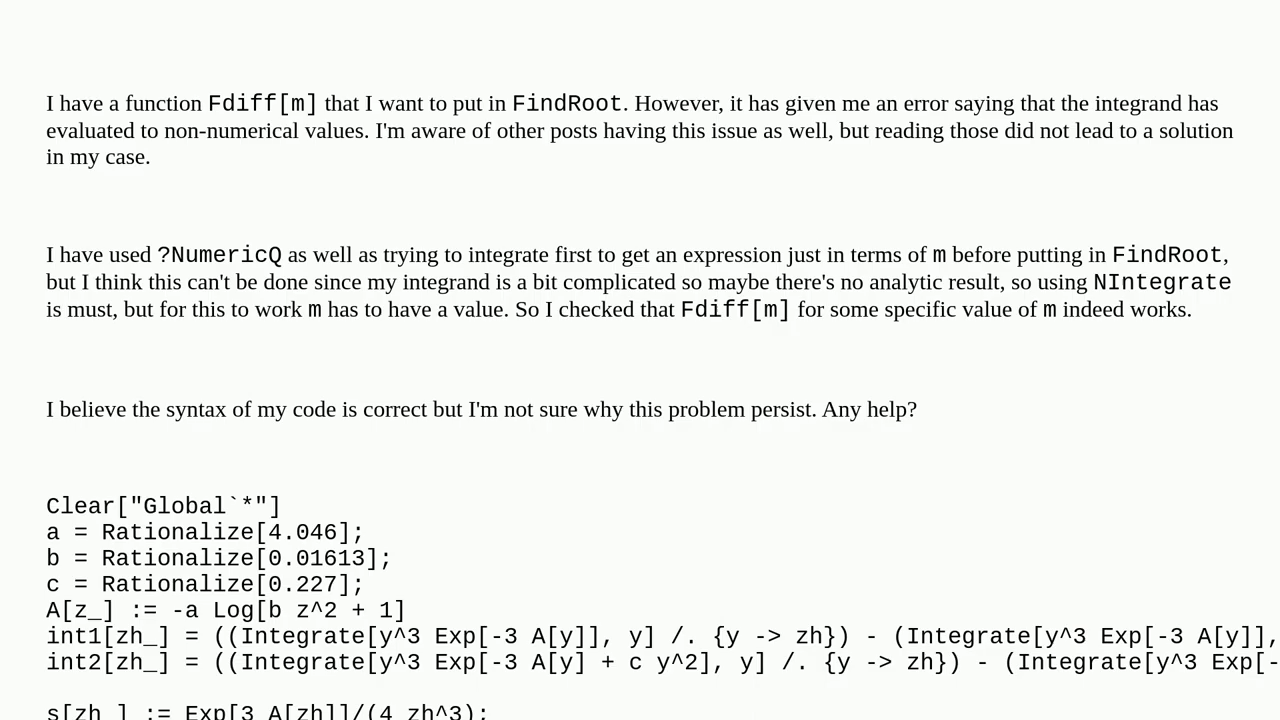 I have a function Fdiff[m] that I want to put in FindRoot. However, it has given me an error saying that the integrand has
evaluated to non-numerical values. I'm aware of other posts having this issue as well, but reading those did not lead to a solution
in my case.
I have used ?NumericQ as well as trying to integrate first to get an expression just in terms of m before putting in FindRoot,
but I think this can't be done since my integrand is a bit complicated so maybe there's no analytic result, so using NIntegrate
is must, but for this to work m has to have a value. So I checked that Fdiff[m] for some specific value of m indeed works.
I believe the syntax of my code is correct but I'm not sure why this problem persist. Any help?
Clear["Global`*"]
a = Rationalize[4.046];
b = Rationalize[0.01613];
c = Rationalize[0.227];
A[z_] := -a Log[b z^2 + 1]
int1[zh_] = ((Integrate[y^3 Exp[-3 A[y]], y] /. {y -> zh}) - (Integrate[y^3 Exp[-3 A[y]],
int2[zh_] = ((Integrate[y^3 Exp[-3 A[y] + c y^2], y] /. {y -> zh}) - (Integrate[y^3 Exp[-
s[zh_] := Exp[3 A[zh]]/(4 zh^3);